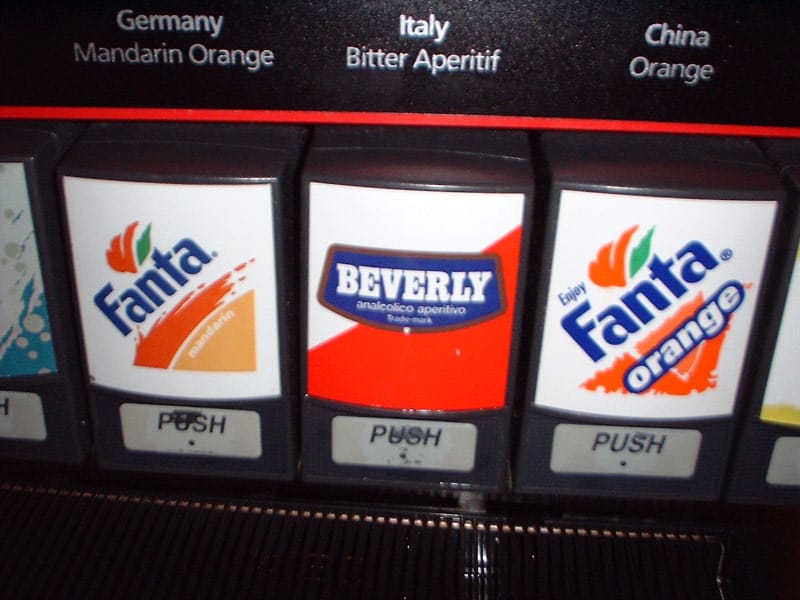 Germany
Mandarin Orange
Italy
Bitter Aperitif
China
Orange
Fanta
mandarin
PUSH
BEVERLY
analcolico aperitivo
Trade-mark
PUSH
Enjoy
Fanta®
orange
PUSH
H